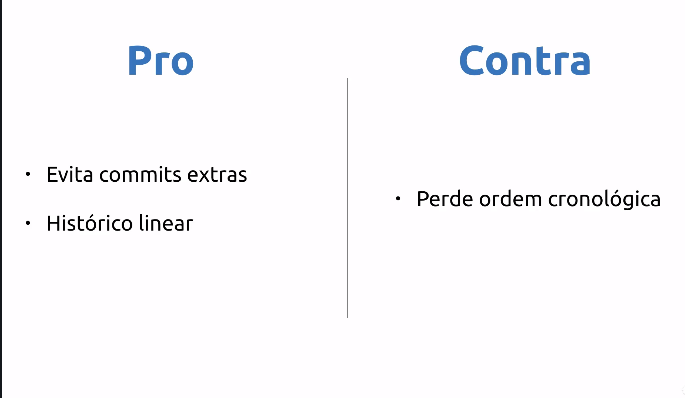 Pro
• Evita commits extras
• Histórico linear
Contra
• Perde ordem cronológica